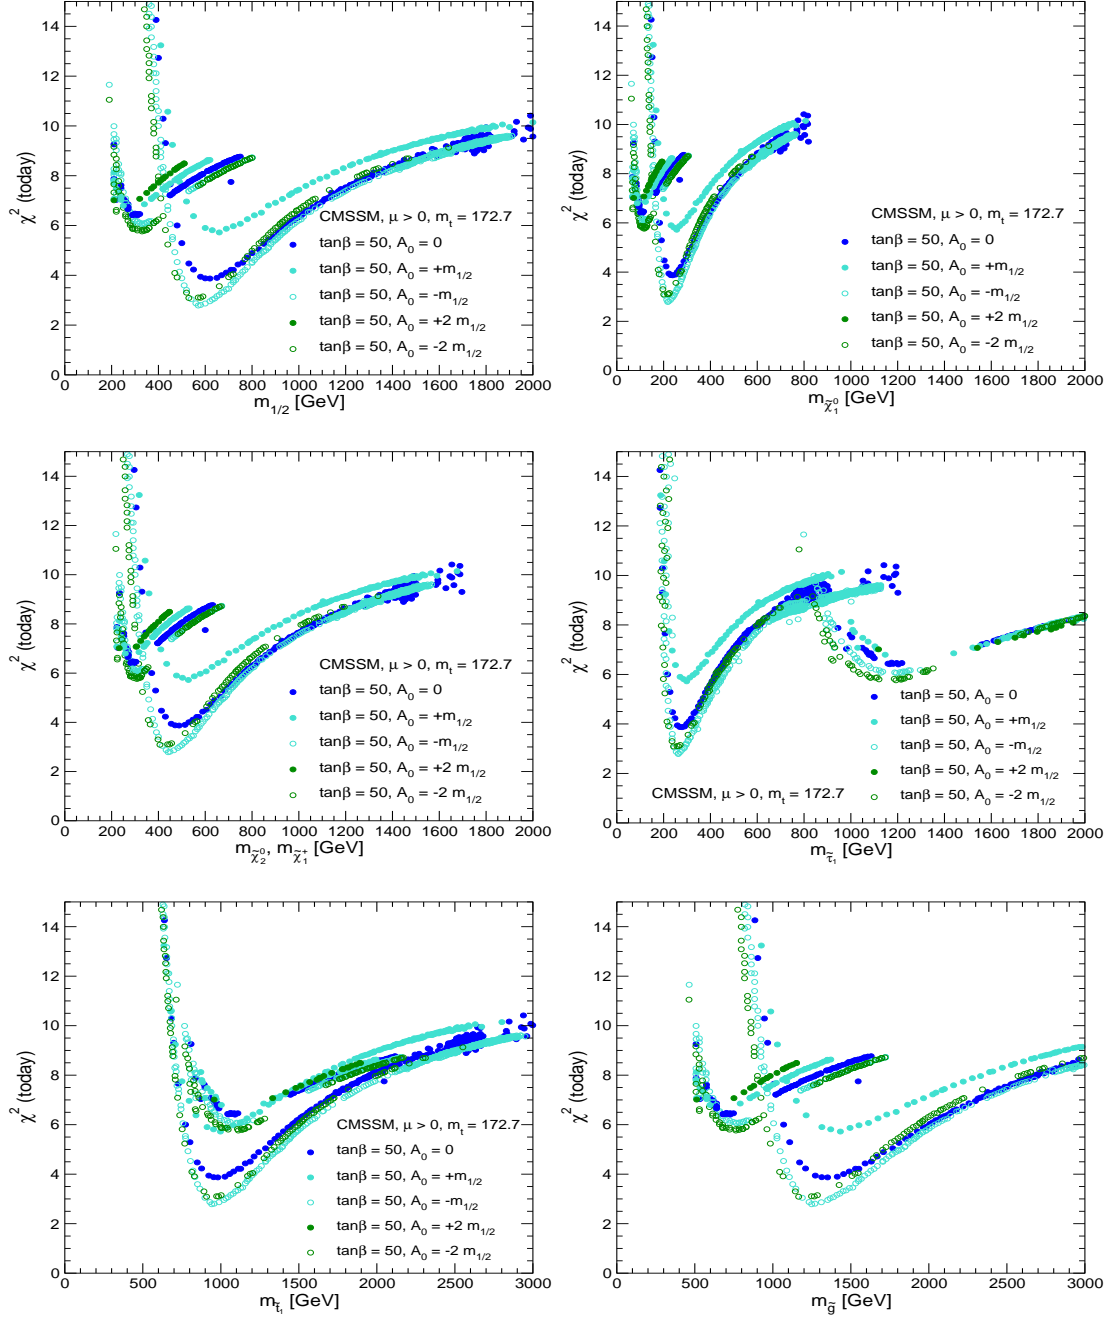 χ² (today)
14
12
10
8
6
4
2
0
CMSSM, μ > 0, m_t = 172.7
tanβ = 50, A_0 = 0
tanβ = 50, A_0 = +m_1/2
tanβ = 50, A_0 = -m_1/2
tanβ = 50, A_0 = +2 m_1/2
tanβ = 50, A_0 = -2 m_1/2
0 200 400 600 800 1000 1200 1400 1600 1800 2000
m_1/2 [GeV]
χ² (today)
14
12
10
8
6
4
2
0
CMSSM, μ > 0, m_t = 172.7
tanβ = 50, A_0 = 0
tanβ = 50, A_0 = +m_1/2
tanβ = 50, A_0 = -m_1/2
tanβ = 50, A_0 = +2 m_1/2
tanβ = 50, A_0 = -2 m_1/2
0 200 400 600 800 1000 1200 1400 1600 1800 2000
m_χ̃₁⁰ [GeV]
χ² (today)
14
12
10
8
6
4
2
0
CMSSM, μ > 0, m_t = 172.7
tanβ = 50, A_0 = 0
tanβ = 50, A_0 = +m_1/2
tanβ = 50, A_0 = -m_1/2
tanβ = 50, A_0 = +2 m_1/2
tanβ = 50, A_0 = -2 m_1/2
0 200 400 600 800 1000 1200 1400 1600 1800 2000
m_χ̃₂⁰, m_χ̃₁⁺ [GeV]
χ² (today)
14
12
10
8
6
4
2
0
tanβ = 50, A_0 = 0
tanβ = 50, A_0 = +m_1/2
tanβ = 50, A_0 = -m_1/2
tanβ = 50, A_0 = +2 m_1/2
tanβ = 50, A_0 = -2 m_1/2
CMSSM, μ > 0, m_t = 172.7
0 200 400 600 800 1000 1200 1400 1600 1800 2000
m_τ̃₁ [GeV]
χ² (today)
14
12
10
8
6
4
2
0
CMSSM, μ > 0, m_t = 172.7
tanβ = 50, A_0 = 0
tanβ = 50, A_0 = +m_1/2
tanβ = 50, A_0 = -m_1/2
tanβ = 50, A_0 = +2 m_1/2
tanβ = 50, A_0 = -2 m_1/2
0 500 1000 1500 2000 2500 3000
m_t̃₁ [GeV]
χ² (today)
14
12
10
8
6
4
2
0
0 500 1000 1500 2000 2500 3000
m_g̃ [GeV]